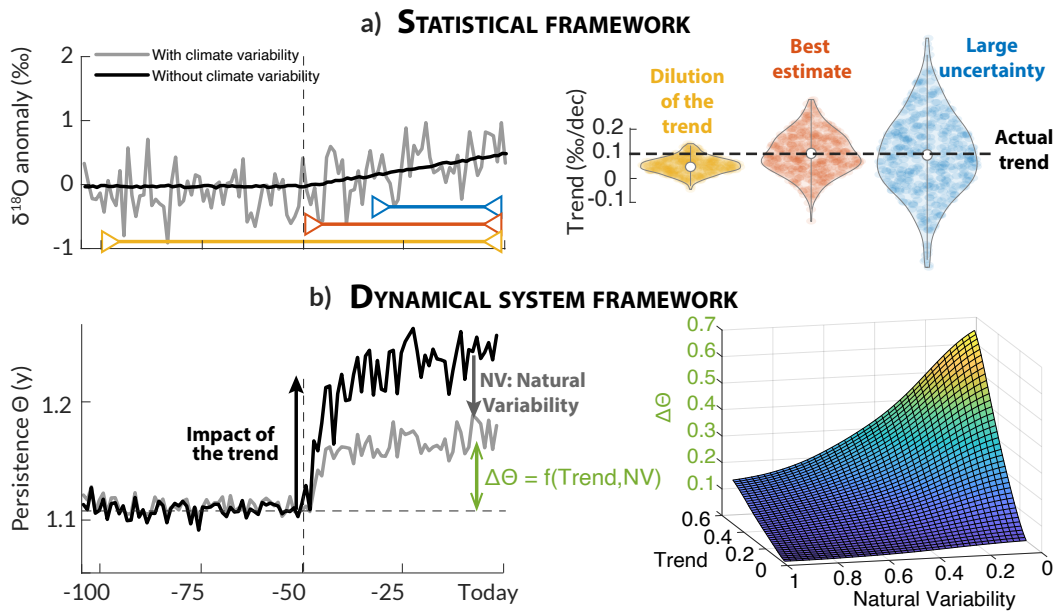 a) STATISTICAL FRAMEWORK
With climate variability
Without climate variability
δ¹⁸O anomaly (‰)
2
1
0
-1
Dilution of the
trend
Best
estimate
Large
uncertainty
Actual
trend
Trend (‰/dec)
0.2
0.1
0
-0.1
b) DYNAMICAL SYSTEM FRAMEWORK
Persistence Θ (y)
1.2
1.1
Impact of
the trend
NV: Natural
Variability
ΔΘ = f(Trend,NV)
-100
-75
-50
-25
Today
ΔΘ
0.7
0.6
0.5
0.4
0.3
0.2
0.1
0.6
0.4
0.2
0
Trend
1
0.8
0.6
0.4
0.2
0
Natural Variability